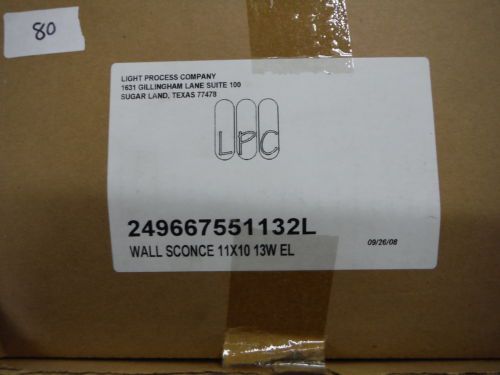 80
LIGHT PROCESS COMPANY
1631 GILLINGHAM LANE SUITE 100
SUGAR LAND, TEXAS 77478
LPC
249667551132L
WALL SCONCE 11X10 13W EL
09/26/08